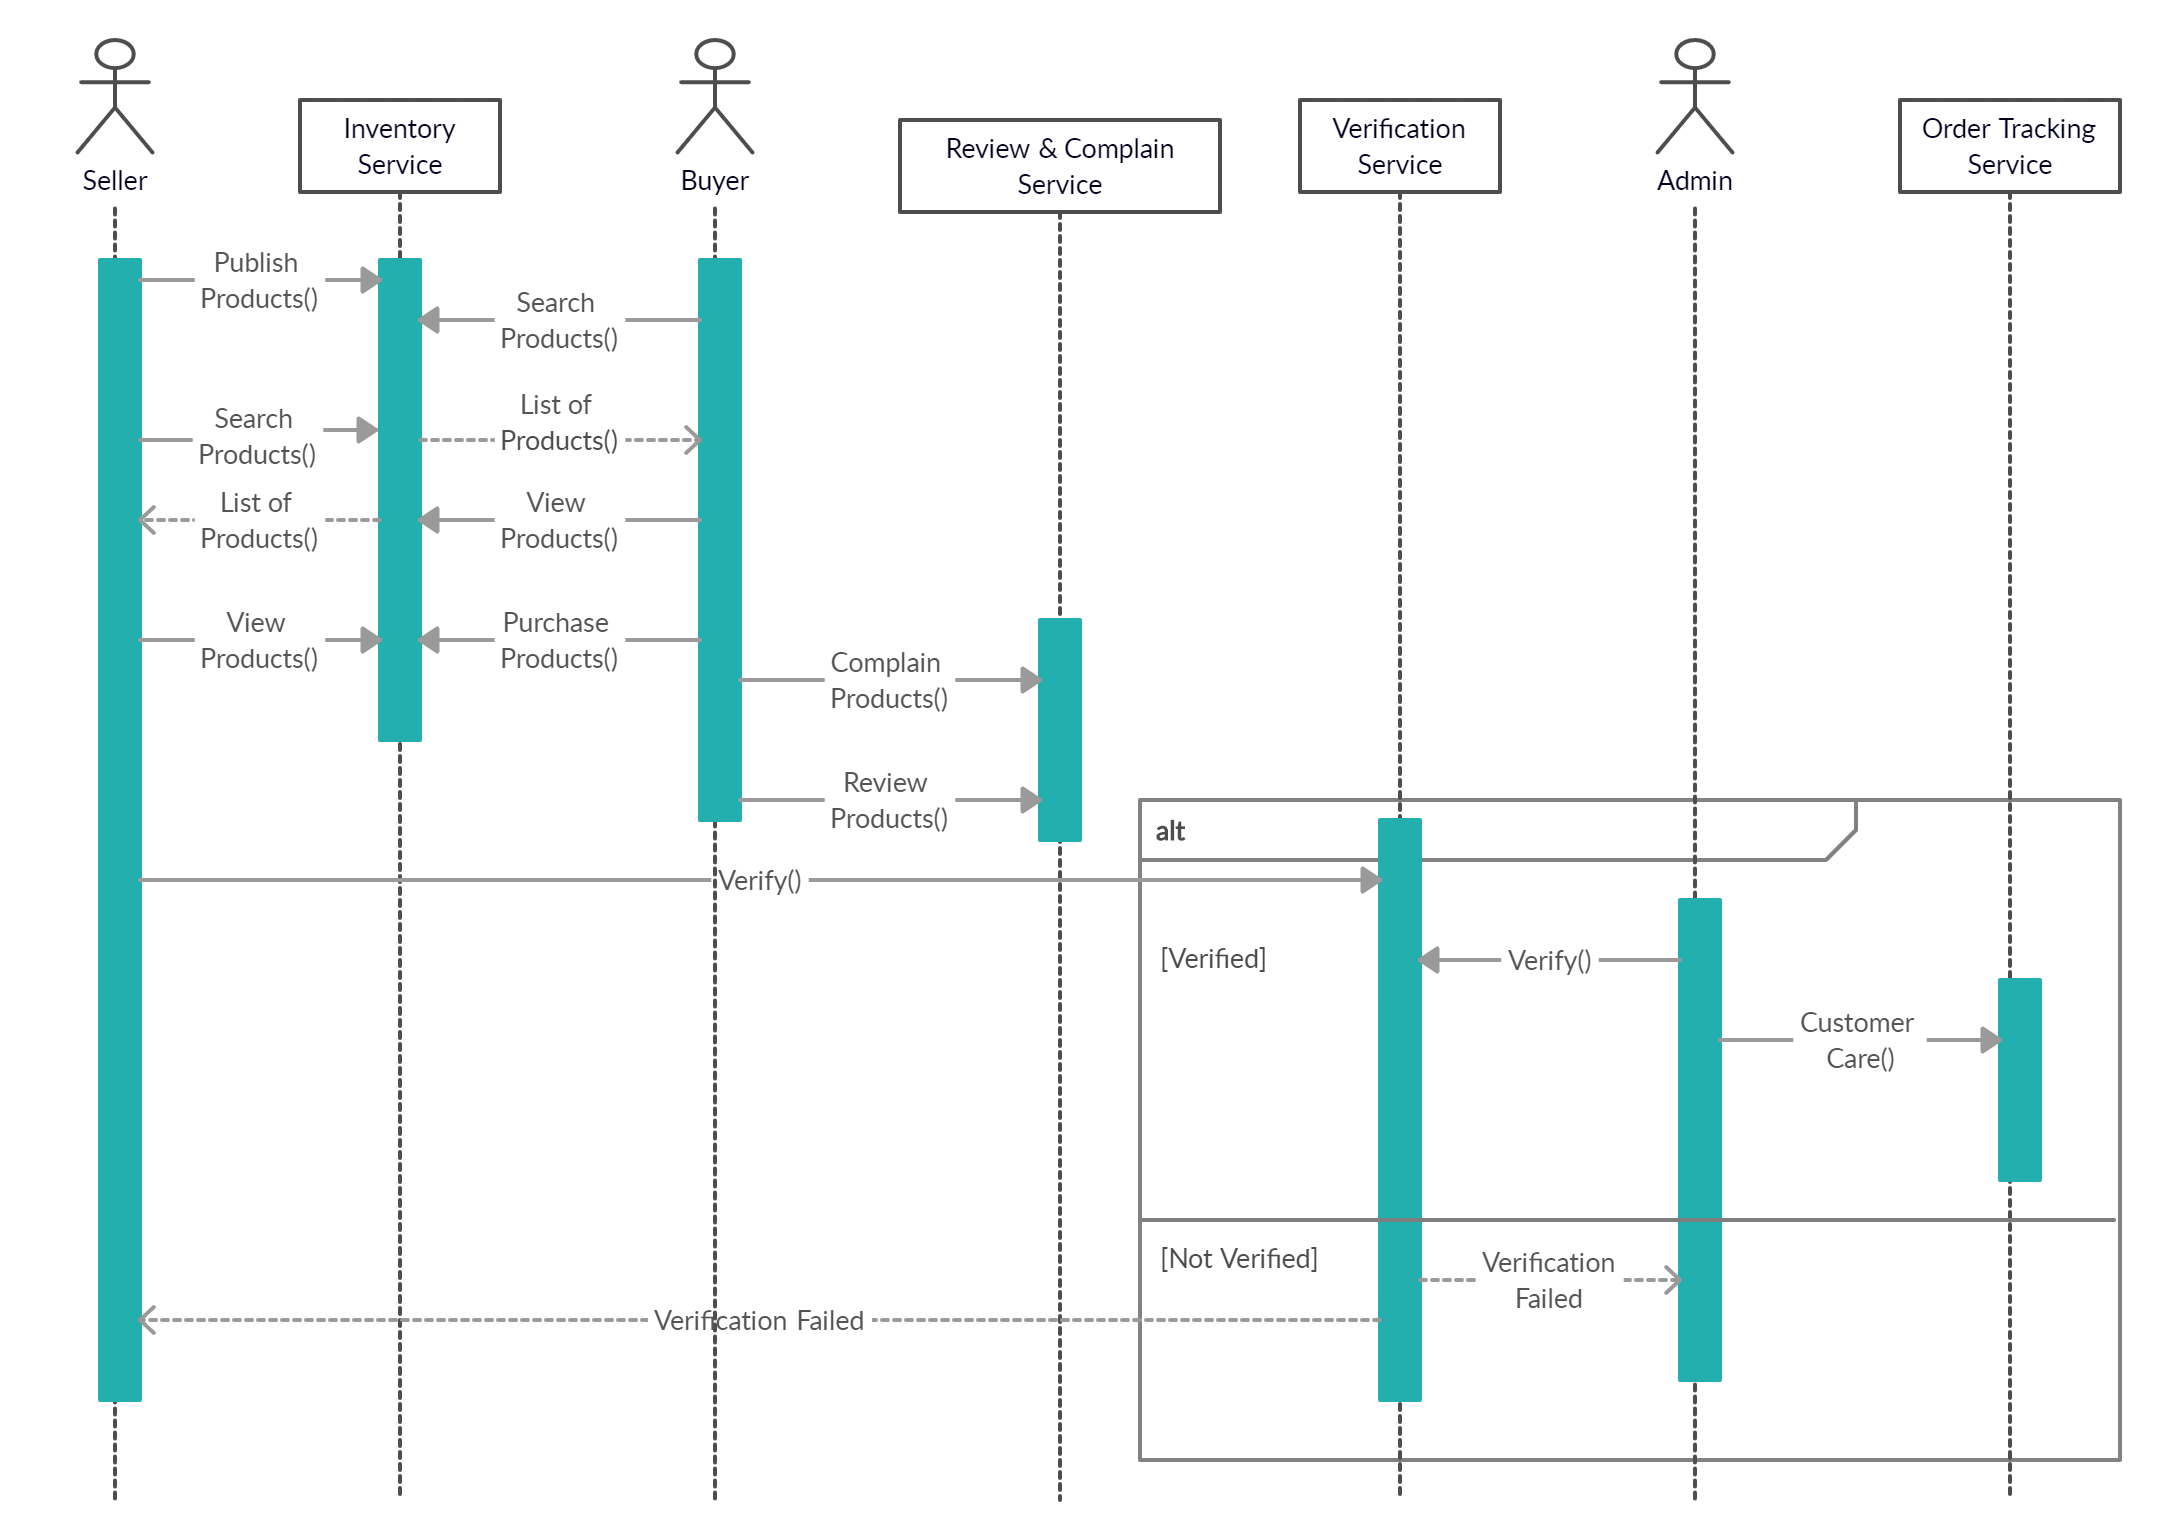 Seller
Inventory
Service
Buyer
Review & Complain
Service
Verification
Service
Admin
Order Tracking
Service
Publish
Products()
Search
Products()
Search
Products()
List of
Products()
List of
Products()
View
Products()
View
Products()
Purchase
Products()
Complain
Products()
Review
Products()
alt
Verify()
[Verified]
Verify()
Customer
Care()
[Not Verified]
Verification
Failed
Verification Failed